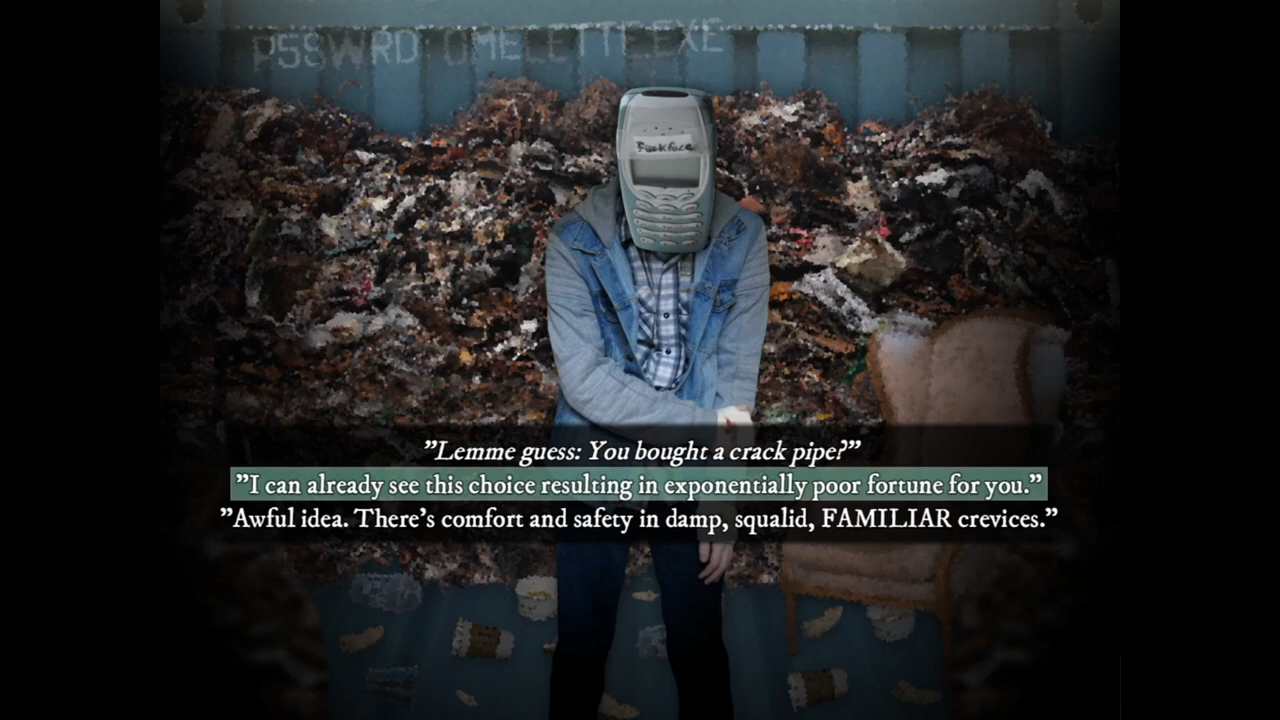 P55WRD OMELETTE.EXE
Fuckface
"Lemme guess: You bought a crack pipe?"
"I can already see this choice resulting in exponentially poor fortune for you."
"Awful idea. There's comfort and safety in damp, squalid, FAMILIAR crevices."